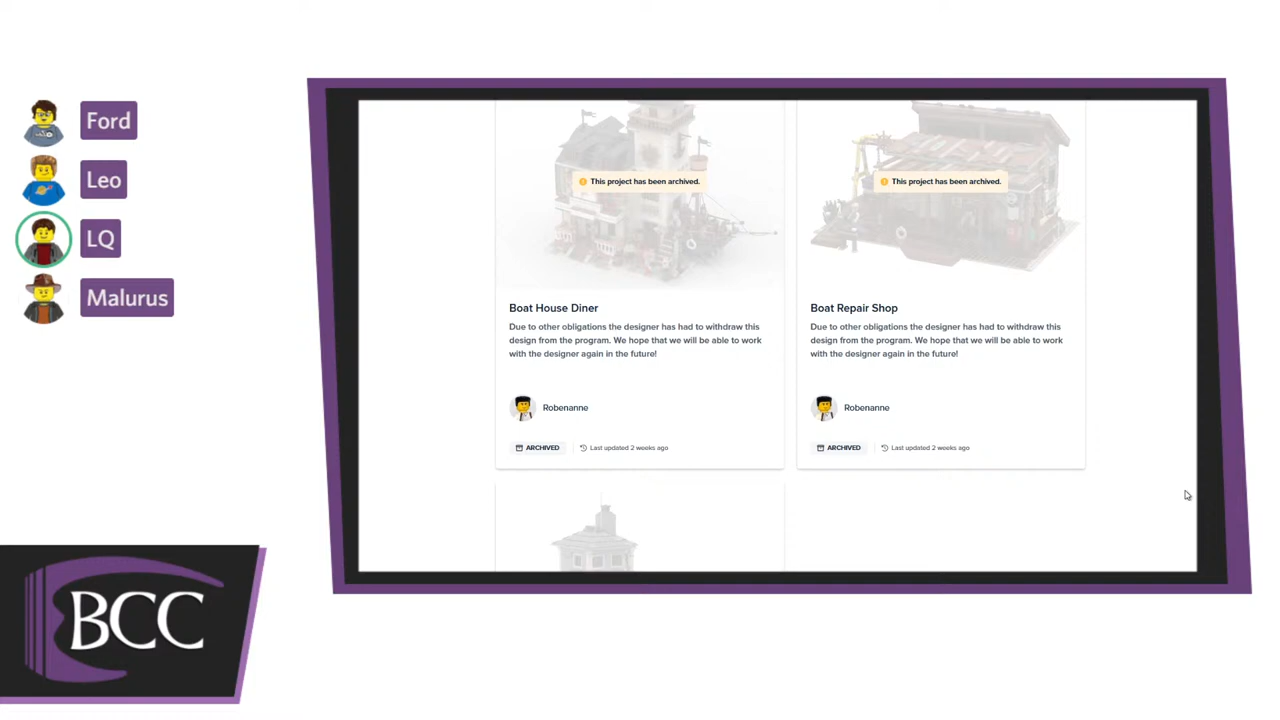 Ford
Leo
LQ
Malurus
BCC
This project has been archived.
Boat House Diner
Due to other obligations the designer has had to withdraw this
design from the program. We hope that we will be able to work
with the designer again in the future!
Robenanne
ARCHIVED
Last updated 2 weeks ago
This project has been archived.
Boat Repair Shop
Due to other obligations the designer has had to withdraw this
design from the program. We hope that we will be able to work
with the designer again in the future!
Robenanne
ARCHIVED
Last updated 2 weeks ago